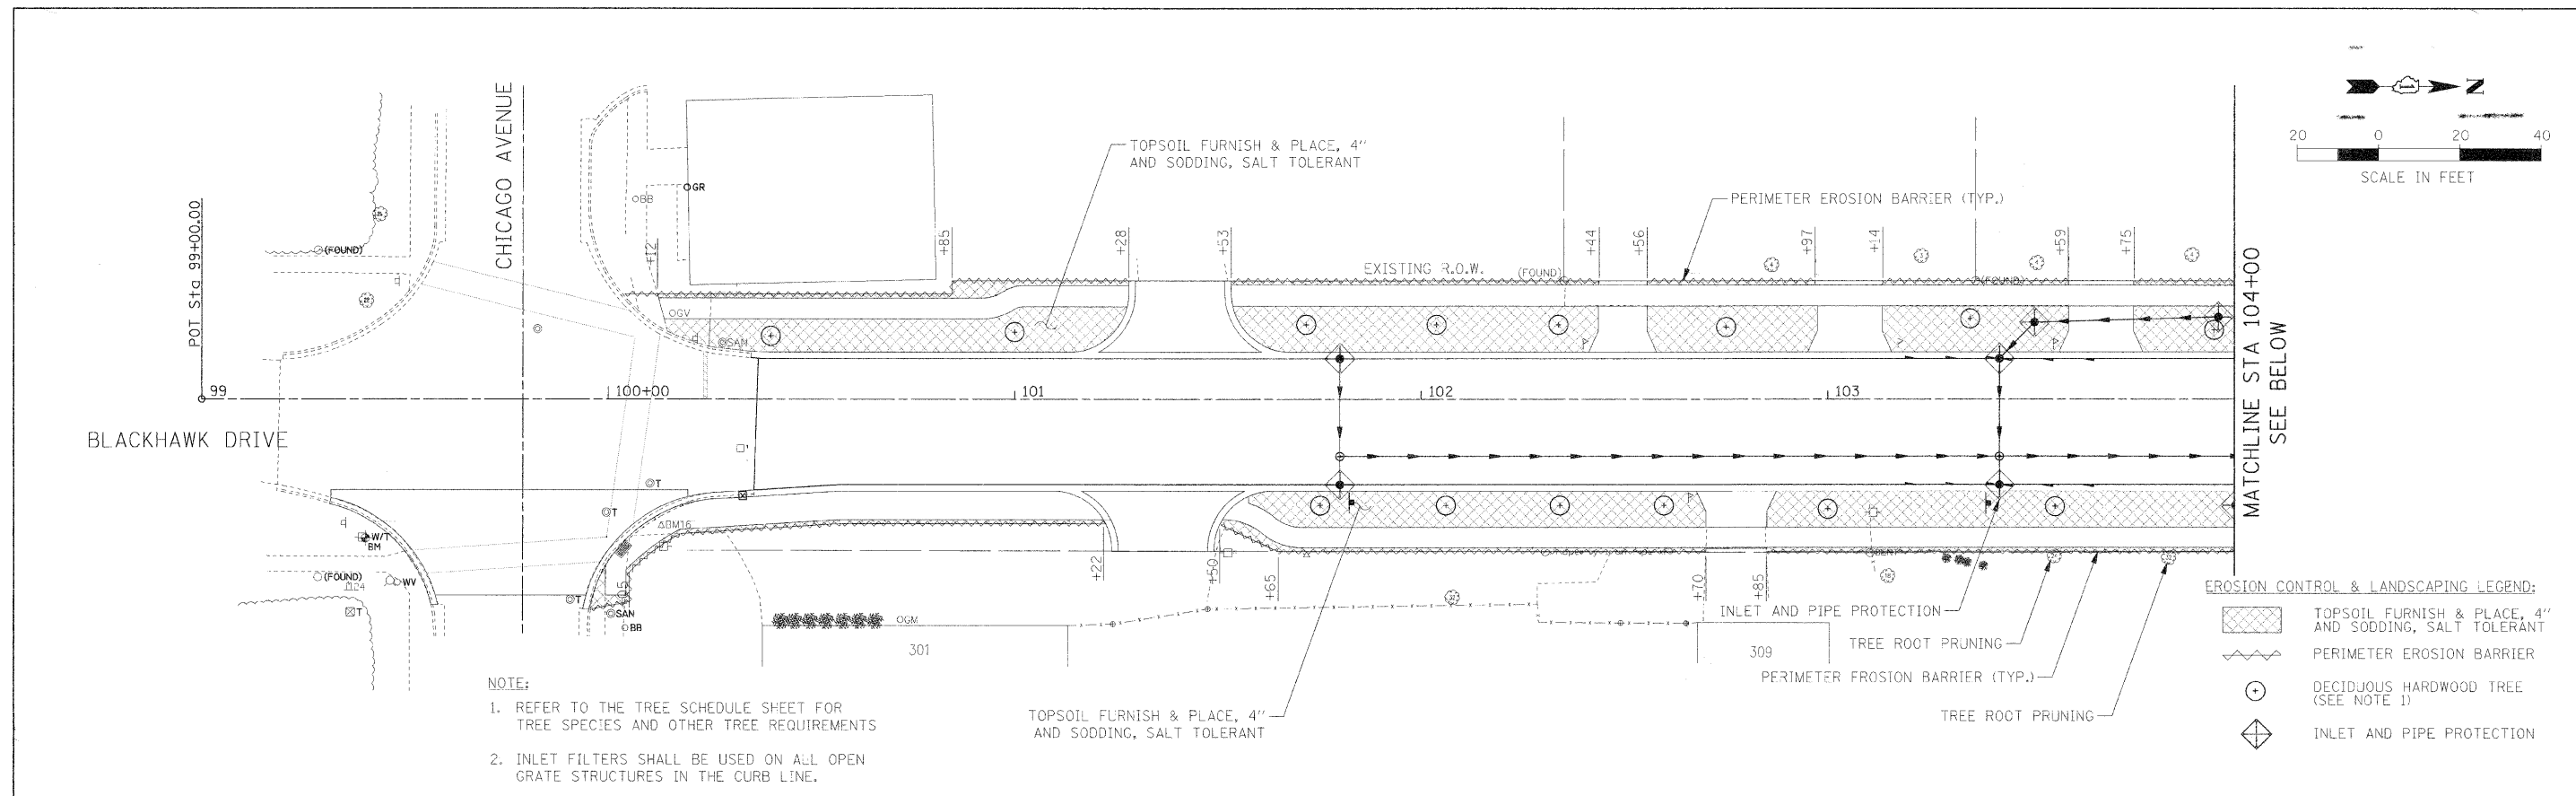 CHICAGO AVENUE
POT Sta 99+00.00
BLACKHAWK DRIVE
99
100+00
101
102
103
TOPSOIL FURNISH & PLACE, 4"
AND SODDING, SALT TOLERANT
PERIMETER EROSION BARRIER (TYP.)
EXISTING R.O.W.
(FOUND)
(FOUND)
(FOUND)
(FOUND)
+12
+85
+28
+53
+44
+56
+97
+14
+59
+75
GR
BB
GV
SAN
T
T
T
T
BM16
W/T
BM
WV
124
SAN
BB
GM
301
309
+22
+50
+65
+70
+85
MATCHLINE STA 104+00
SEE BELOW
N
20 0 20 40
SCALE IN FEET
INLET AND PIPE PROTECTION
TREE ROOT PRUNING
PERIMETER EROSION BARRIER (TYP.)
TREE ROOT PRUNING
TOPSOIL FURNISH & PLACE, 4"
AND SODDING, SALT TOLERANT
NOTE:
1. REFER TO THE TREE SCHEDULE SHEET FOR
TREE SPECIES AND OTHER TREE REQUIREMENTS
2. INLET FILTERS SHALL BE USED ON ALL OPEN
GRATE STRUCTURES IN THE CURB LINE.
EROSION CONTROL & LANDSCAPING LEGEND:
TOPSOIL FURNISH & PLACE, 4"
AND SODDING, SALT TOLERANT
PERIMETER EROSION BARRIER
DECIDUOUS HARDWOOD TREE
(SEE NOTE 1)
INLET AND PIPE PROTECTION